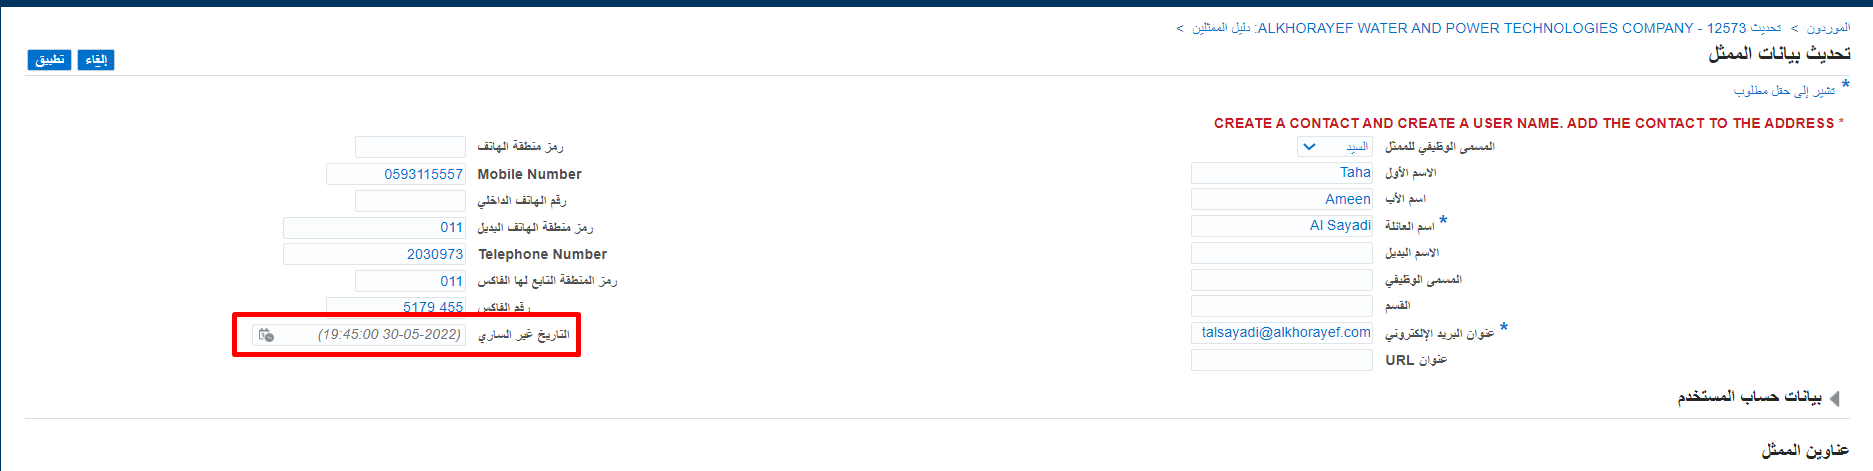 الموردون > تحديث ALKHORAYEF WATER AND POWER TECHNOLOGIES COMPANY - 12573: دليل الممثلين >
تحديث بيانات الممثل
إلغاء
تطبيق
* تشير إلى حقل مطلوب
* CREATE A CONTACT AND CREATE A USER NAME. ADD THE CONTACT TO THE ADDRESS
المسمى الوظيفي للممثل السيد
الاسم الأول Taha
اسم الأب Ameen
* اسم العائلة Al Sayadi
الاسم البديل
المسمى الوظيفي
القسم
* عنوان البريد الإلكتروني talsayadi@alkhorayef.com
عنوان URL
رمز منطقة الهاتف
Mobile Number 0593115557
رقم الهاتف الداخلي
رمز منطقة الهاتف البديل 011
Telephone Number 2030973
رمز المنطقة التابع لها الفاكس 011
رقم الفاكس 5179 455
التاريخ غير الساري (19:45:00 30-05-2022)
بيانات حساب المستخدم
عناوين الممثل